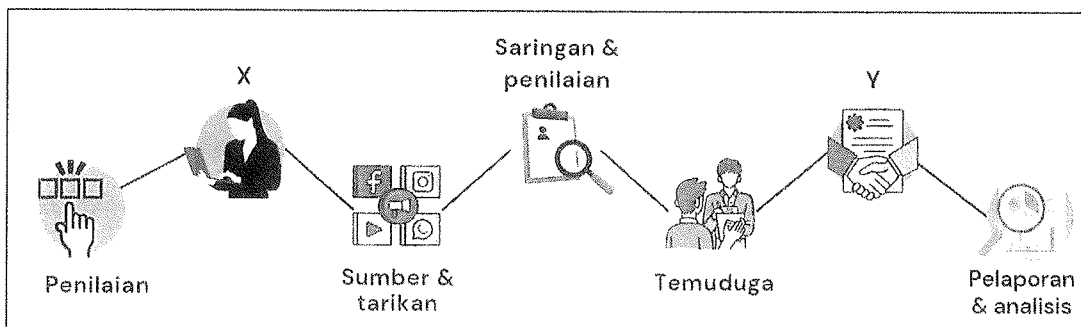 X
Saringan &
penilaian
Y
Penilaian
Sumber &
tarikan
Temuduga
Pelaporan
& analisis